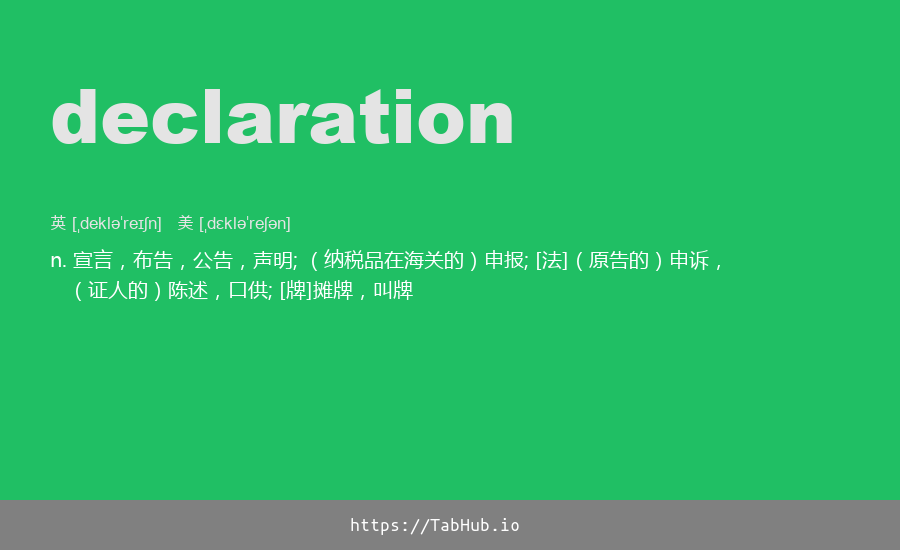 declaration
英 [ˌdekləˈreɪʃn] 美 [ˌdɛkləˈreʃən]
n. 宣言，布告，公告，声明; （纳税品在海关的）申报; [法]（原告的）申诉，
（证人的）陈述，口供; [牌]摊牌，叫牌
https://TabHub.io